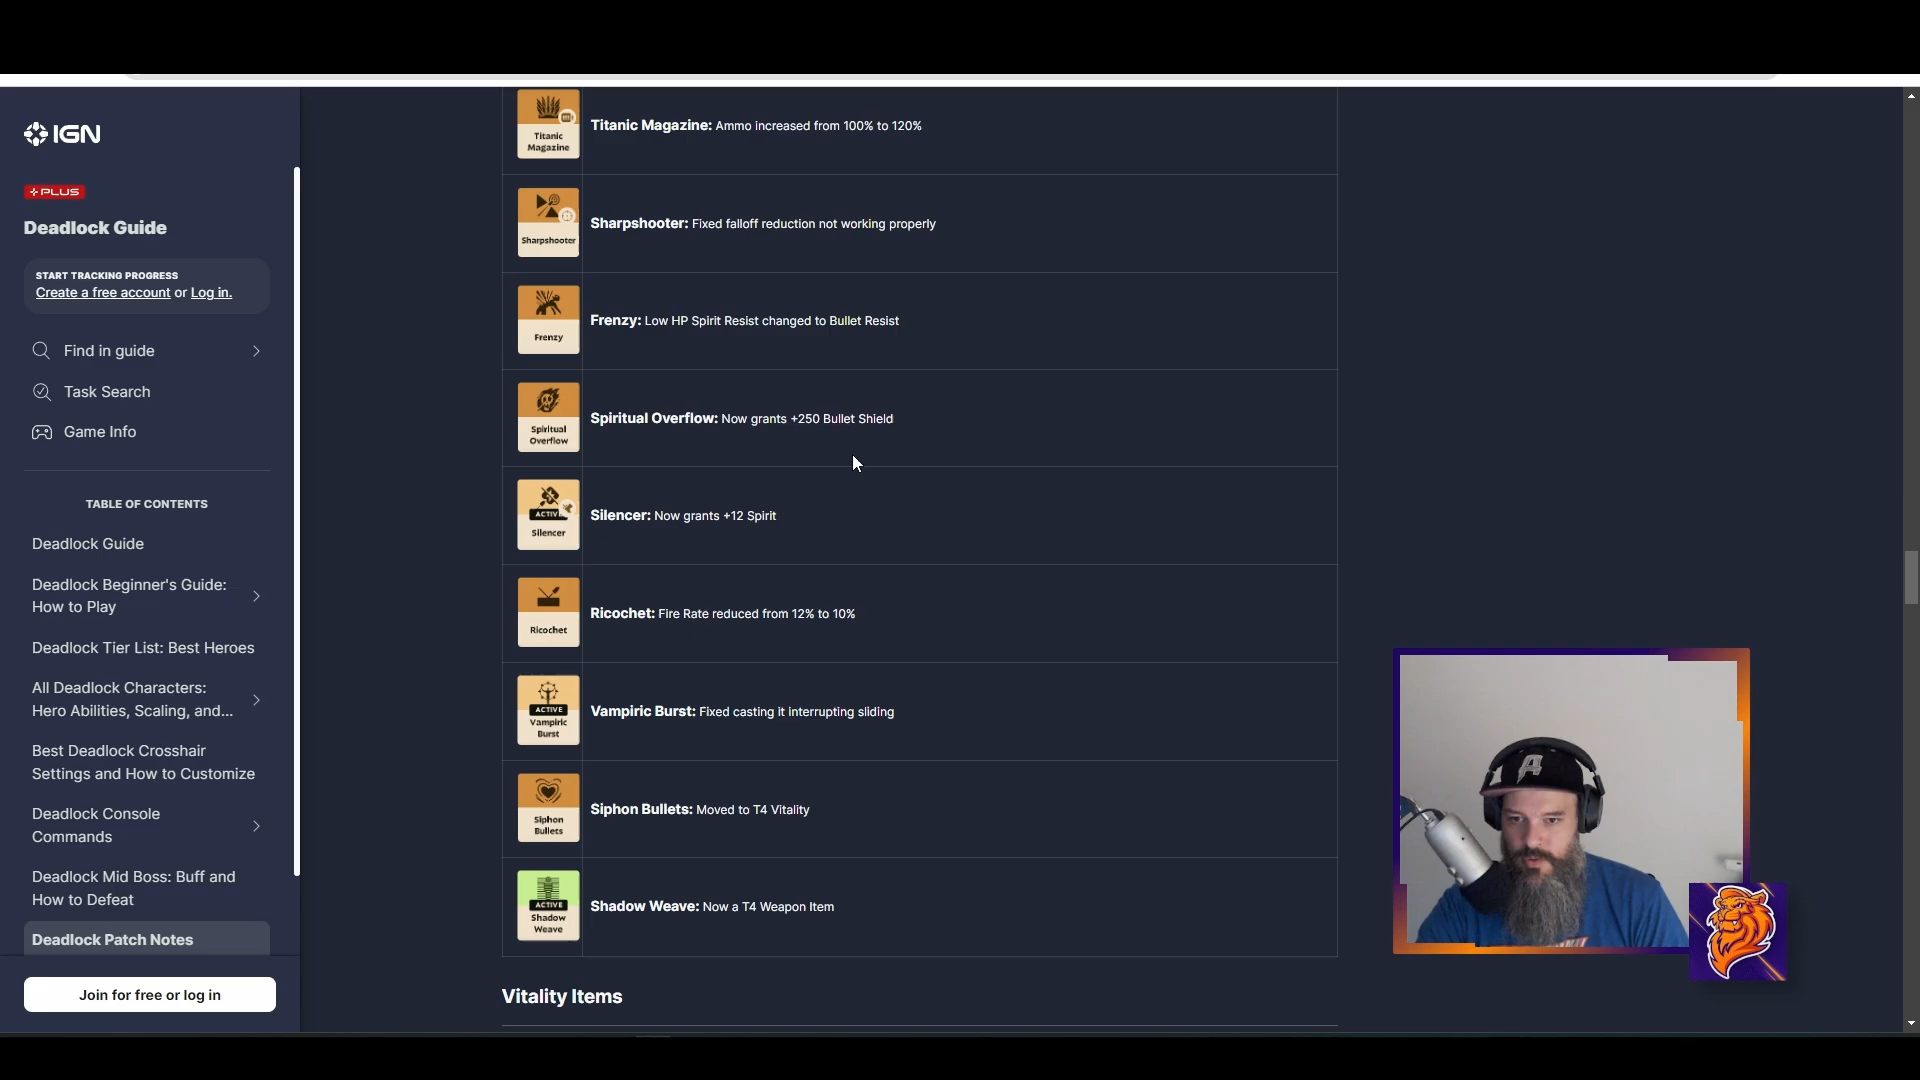 IGN
PLUS
Deadlock Guide
START TRACKING PROGRESS
Create a free account or Log in.
Find in guide
Task Search
Game Info
TABLE OF CONTENTS
Deadlock Guide
Deadlock Beginner's Guide:
How to Play
Deadlock Tier List: Best Heroes
All Deadlock Characters:
Hero Abilities, Scaling, and...
Best Deadlock Crosshair
Settings and How to Customize
Deadlock Console
Commands
Deadlock Mid Boss: Buff and
How to Defeat
Deadlock Patch Notes
Join for free or log in
Titanic
Magazine
Titanic Magazine: Ammo increased from 100% to 120%
Sharpshooter
Sharpshooter: Fixed falloff reduction not working properly
Frenzy
Frenzy: Low HP Spirit Resist changed to Bullet Resist
Spiritual
Overflow
Spiritual Overflow: Now grants +250 Bullet Shield
ACTIVE
Silencer
Silencer: Now grants +12 Spirit
Ricochet
Ricochet: Fire Rate reduced from 12% to 10%
ACTIVE
Vampiric
Burst
Vampiric Burst: Fixed casting it interrupting sliding
Siphon
Bullets
Siphon Bullets: Moved to T4 Vitality
ACTIVE
Shadow
Weave
Shadow Weave: Now a T4 Weapon Item
Vitality Items